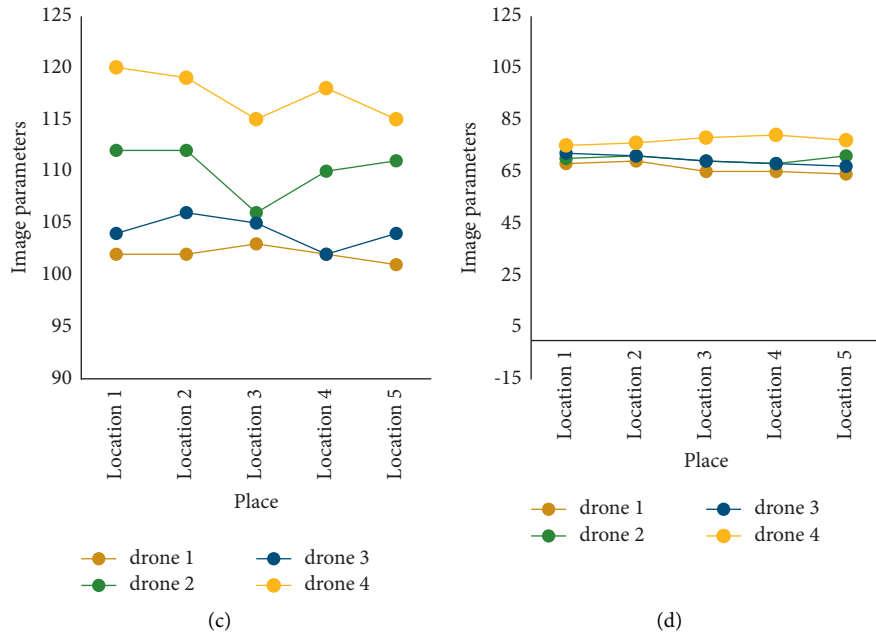 125
120
115
110
105
100
95
90
Image parameters
Location 1
Location 2
Location 3
Location 4
Location 5
Place
drone 1
drone 2
drone 3
drone 4
(c)
125
105
85
65
45
25
5
-15
Image parameters
Location 1
Location 2
Location 3
Location 4
Location 5
Place
drone 1
drone 2
drone 3
drone 4
(d)